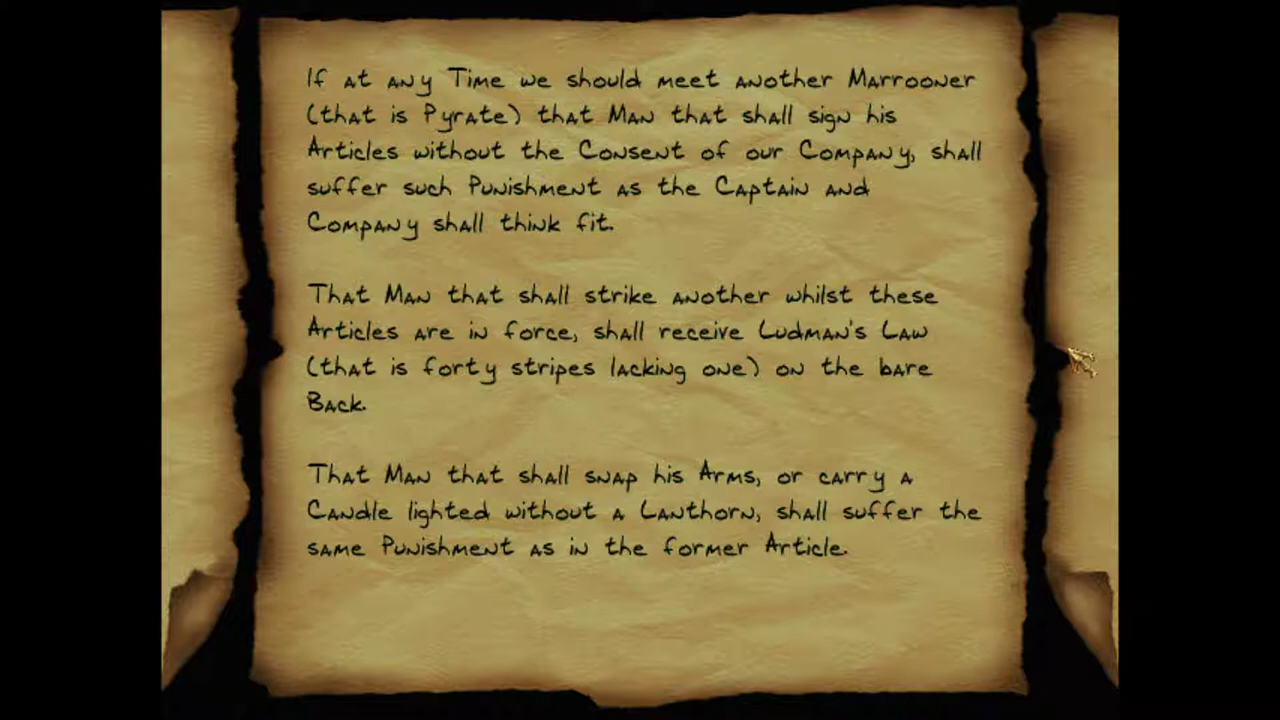 If at any Time we should meet another Marrooner
(that is Pyrate) that Man that shall sign his
Articles without the Consent of our Company, shall
suffer such Punishment as the Captain and
Company shall think fit.
That Man that shall strike another whilst these
Articles are in force, shall receive Ludman's Law
(that is forty stripes lacking one) on the bare
Back.
That Man that shall snap his Arms, or carry a
Candle lighted without a Lanthorn, shall suffer the
same Punishment as in the former Article.